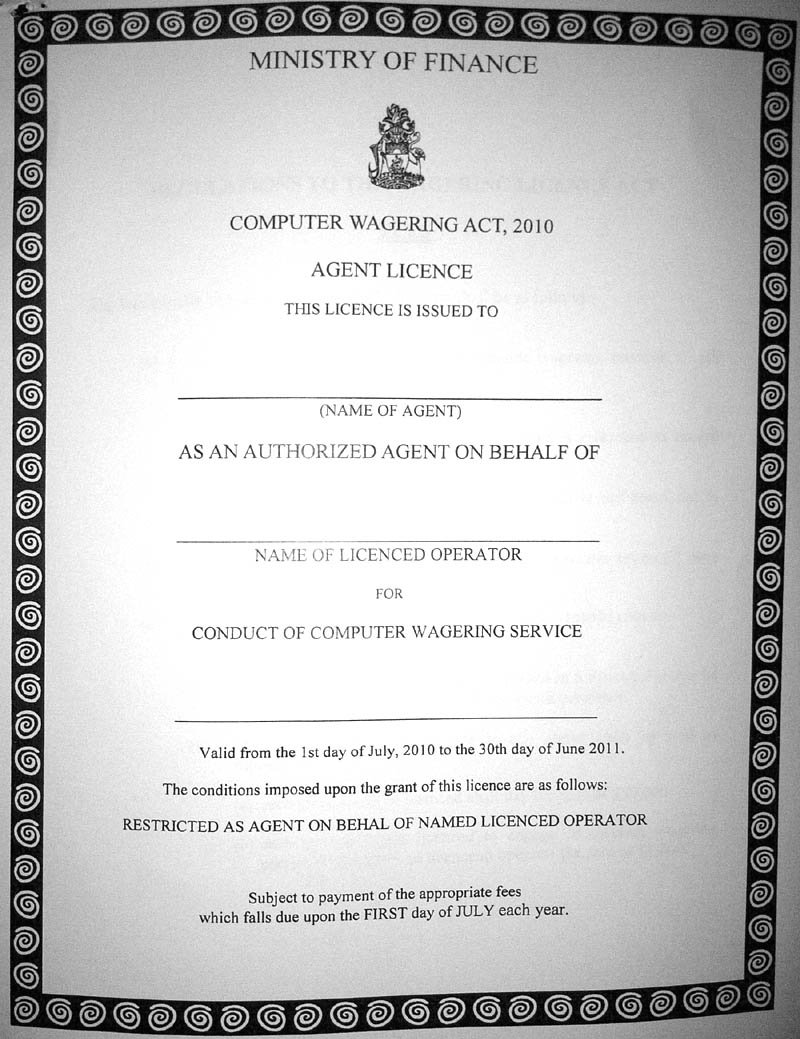 MINISTRY OF FINANCE
COMPUTER WAGERING ACT, 2010
AGENT LICENCE
THIS LICENCE IS ISSUED TO
(NAME OF AGENT)
AS AN AUTHORIZED AGENT ON BEHALF OF
NAME OF LICENCED OPERATOR
FOR
CONDUCT OF COMPUTER WAGERING SERVICE
Valid from the 1st day of July, 2010 to the 30th day of June 2011.
The conditions imposed upon the grant of this licence are as follows:
RESTRICTED AS AGENT ON BEHAL OF NAMED LICENCED OPERATOR
Subject to payment of the appropriate fees
which falls due upon the FIRST day of JULY each year.